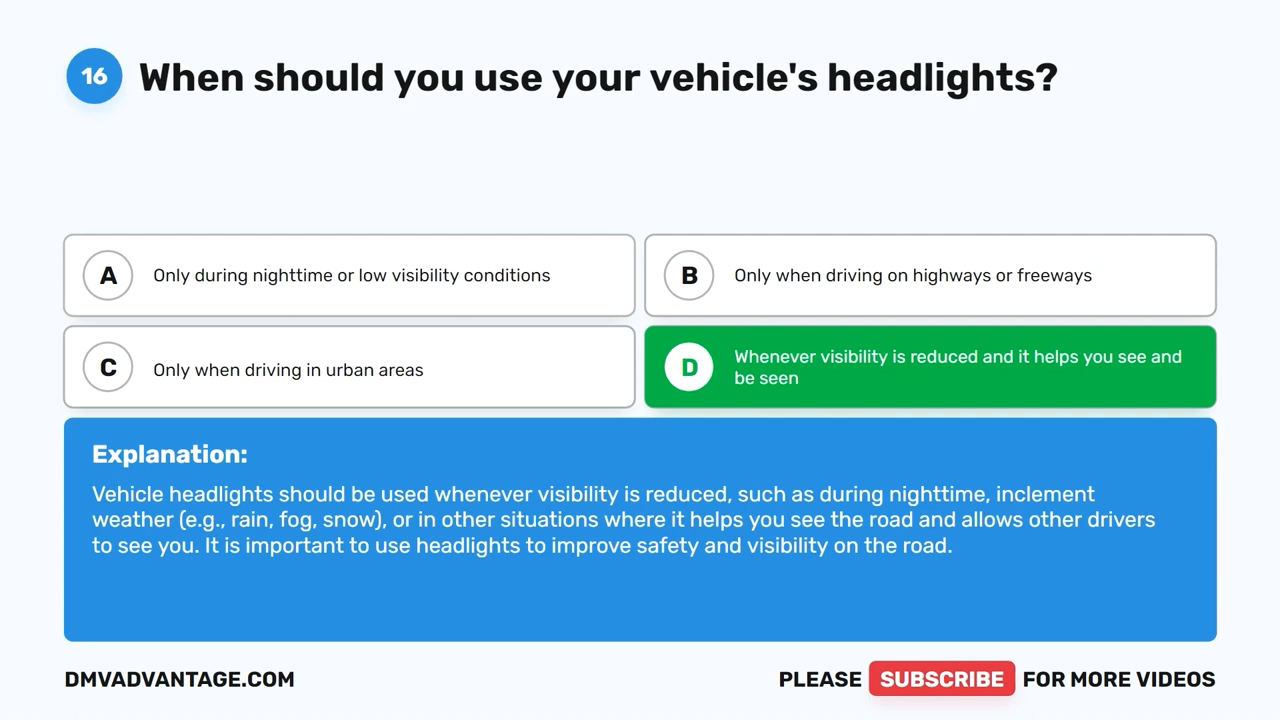 16 When should you use your vehicle's headlights?
A Only during nighttime or low visibility conditions
B Only when driving on highways or freeways
C Only when driving in urban areas
D Whenever visibility is reduced and it helps you see and
be seen
Explanation:
Vehicle headlights should be used whenever visibility is reduced, such as during nighttime, inclement
weather (e.g., rain, fog, snow), or in other situations where it helps you see the road and allows other drivers
to see you. It is important to use headlights to improve safety and visibility on the road.
DMVADVANTAGE.COM
PLEASE SUBSCRIBE FOR MORE VIDEOS